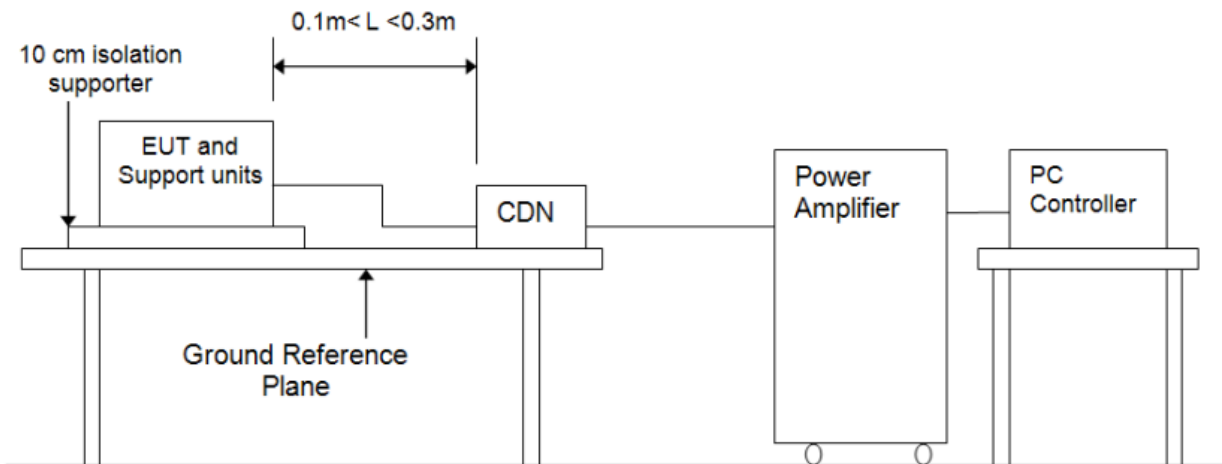 0.1m< L <0.3m
10 cm isolation
supporter
EUT and
Support units
CDN
Power
Amplifier
PC
Controller
Ground Reference
Plane